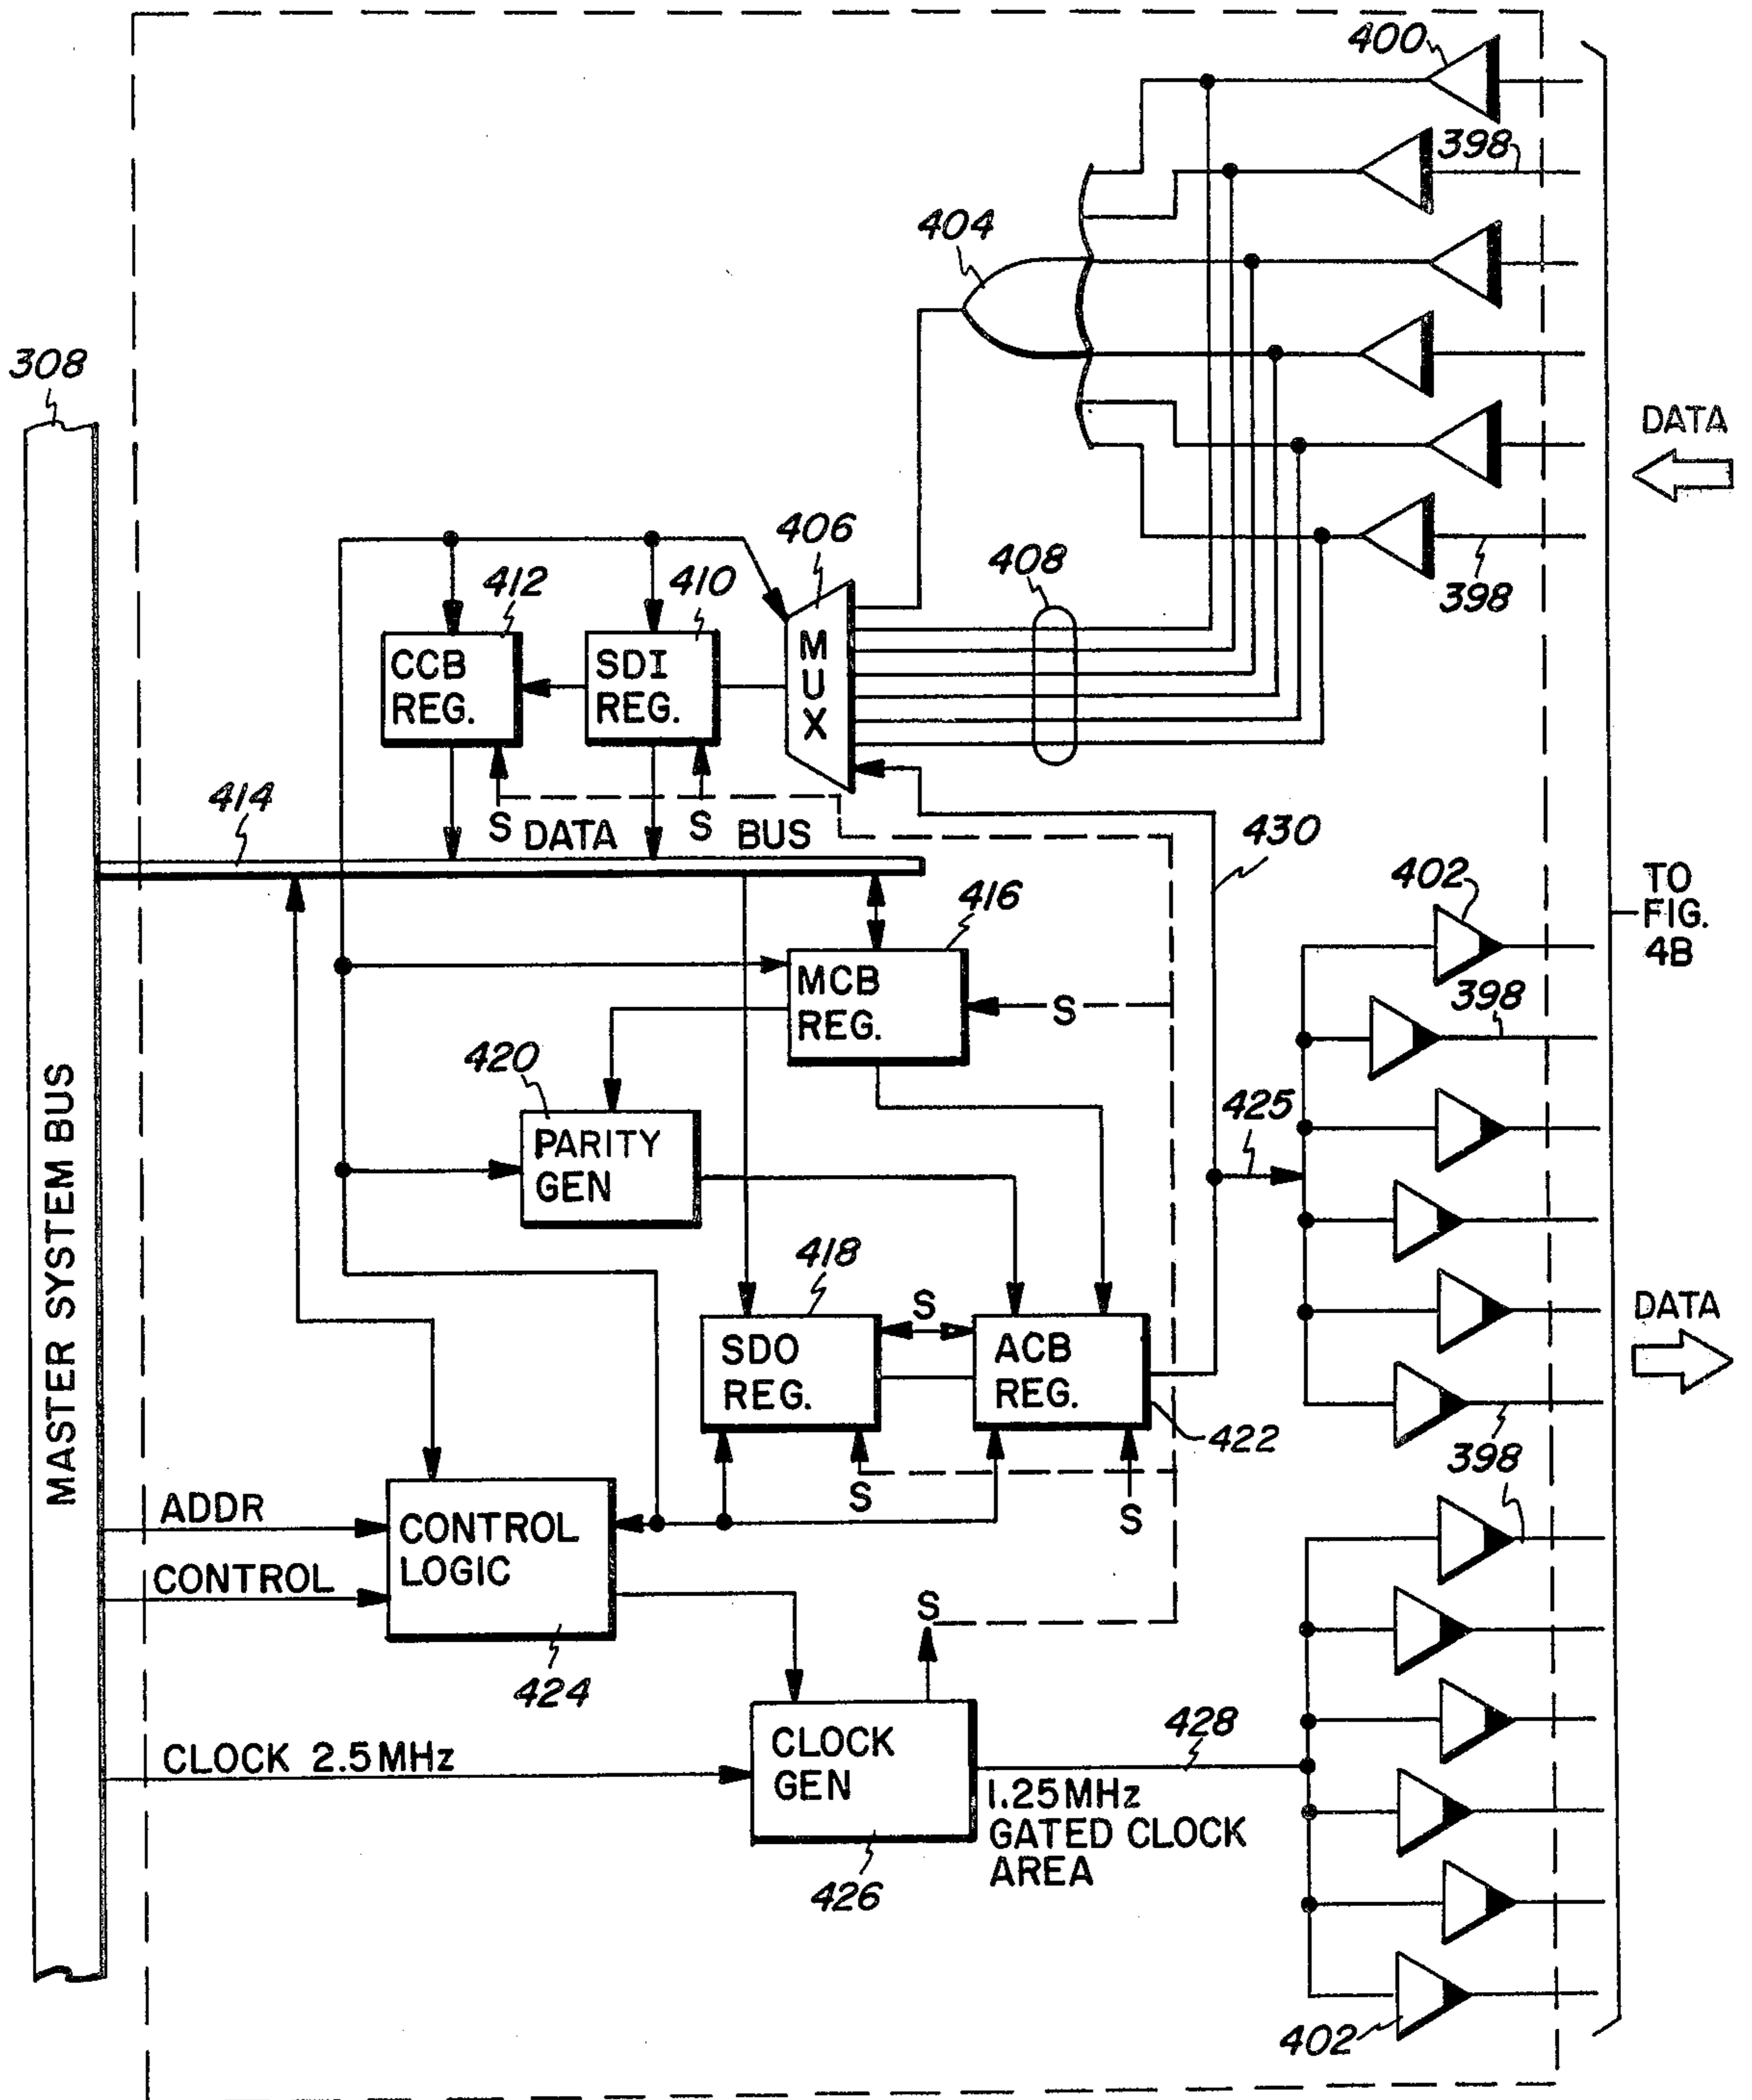 400
398
404
308
DATA
406
408
412
410
398
CCB
REG.
SDI
REG.
M
U
X
414
S DATA S BUS
430
402
TO
FIG.
4B
416
MCB
REG.
S
398
420
425
PARITY
GEN
418
S
DATA
SDO
REG.
ACB
REG.
422
398
MASTER SYSTEM BUS
S
S
ADDR
CONTROL
LOGIC
CONTROL
S
424
428
CLOCK 2.5MHz
CLOCK
GEN
1.25MHz
GATED CLOCK
AREA
426
402